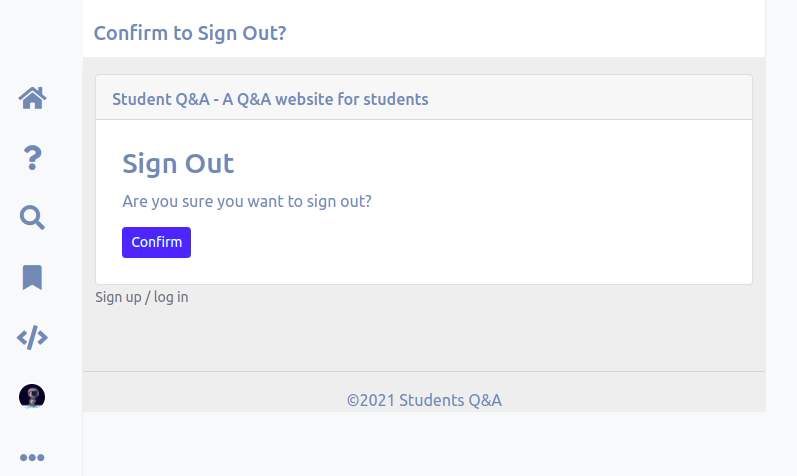 Confirm to Sign Out?
Student Q&A - A Q&A website for students
Sign Out
Are you sure you want to sign out?
Confirm
Sign up / log in
©2021 Students Q&A